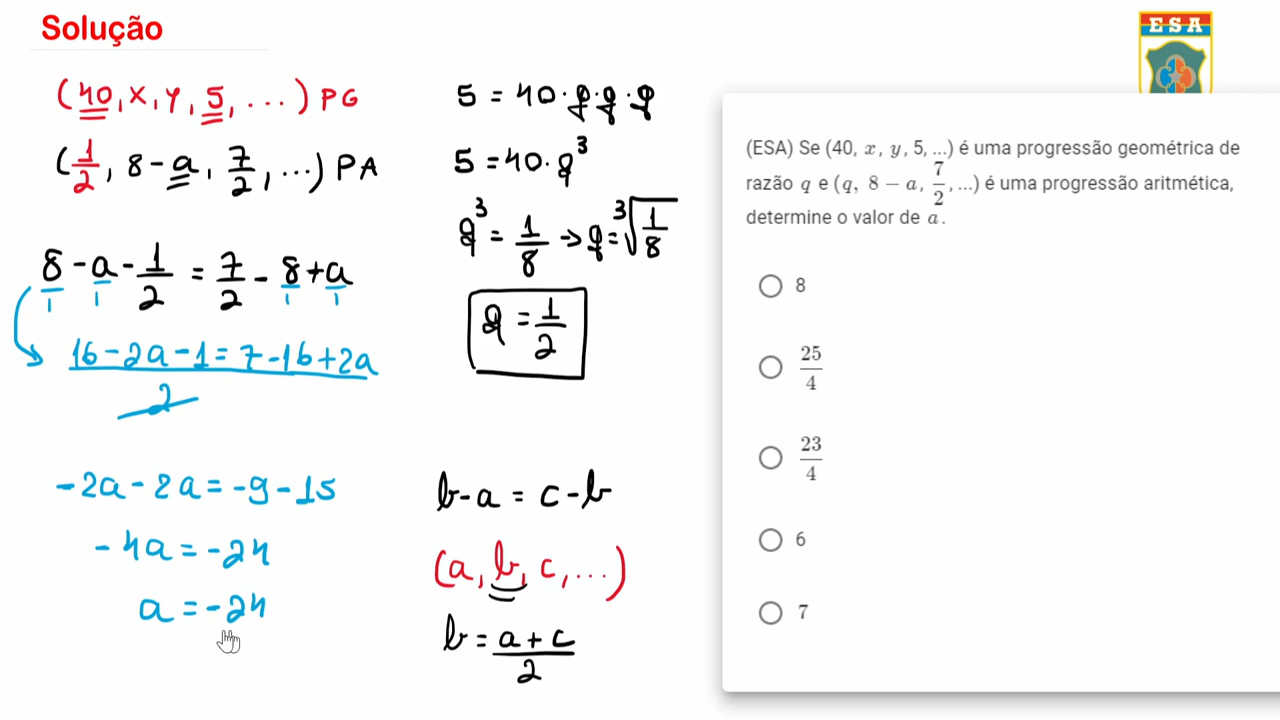 Solução
(40, x, y, 5, ...) PG
(1/2, 8 - a, 7/2, ...) PA
8/1 - a/1 - 1/2 = 7/2 - 8/1 + a/1
16 - 2a - 1 = 7 - 16 + 2a
2
-2a - 2a = -9 - 15
-4a = -24
a = -24
5 = 40 · q · q · q
5 = 40 · q³
q³ = 1/8 → q = ³√(1/8)
q = 1/2
b - a = c - b
(a, b, c, ...)
b = (a + c)/2
ESA
(ESA) Se (40, x, y, 5, ...) é uma progressão geométrica de
razão q e (q, 8 − a, 7/2, ...) é uma progressão aritmética,
determine o valor de a.
8
25/4
23/4
6
7